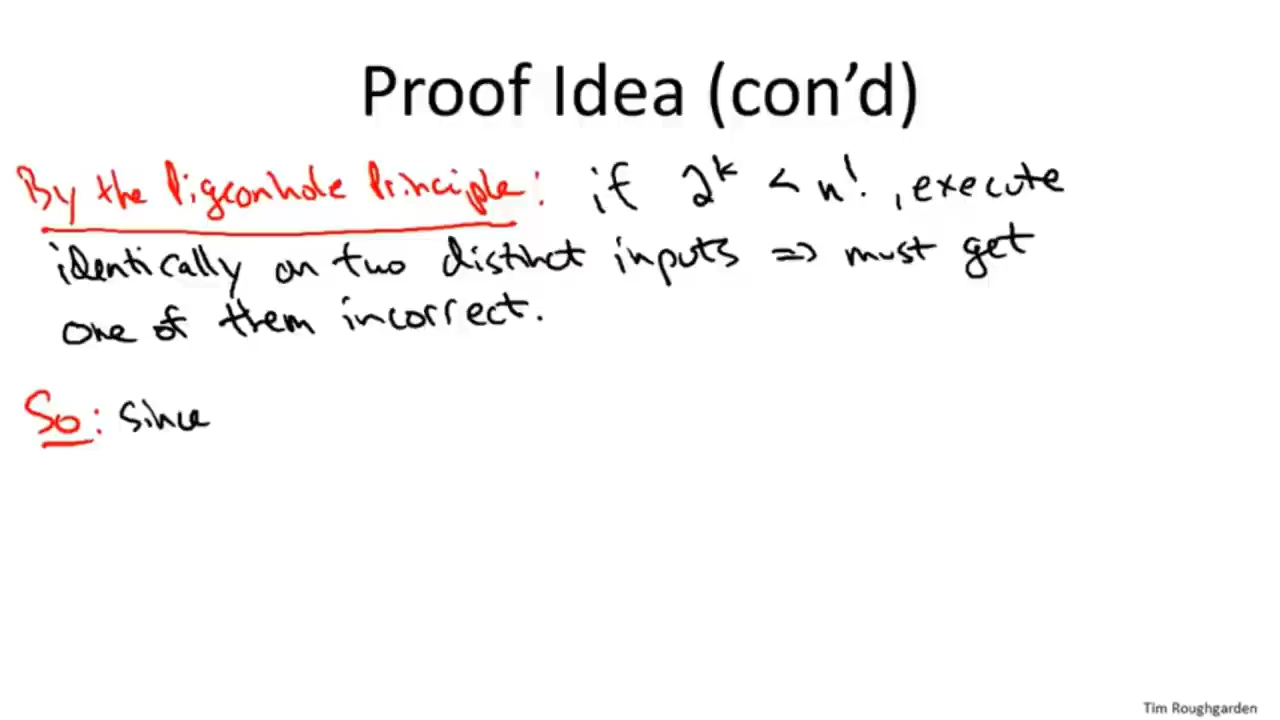 Proof Idea (con’d)
By the Pigeonhole Principle: if 2^k < n!, execute
identically on two distinct inputs => must get
one of them incorrect.
So: since
Tim Roughgarden